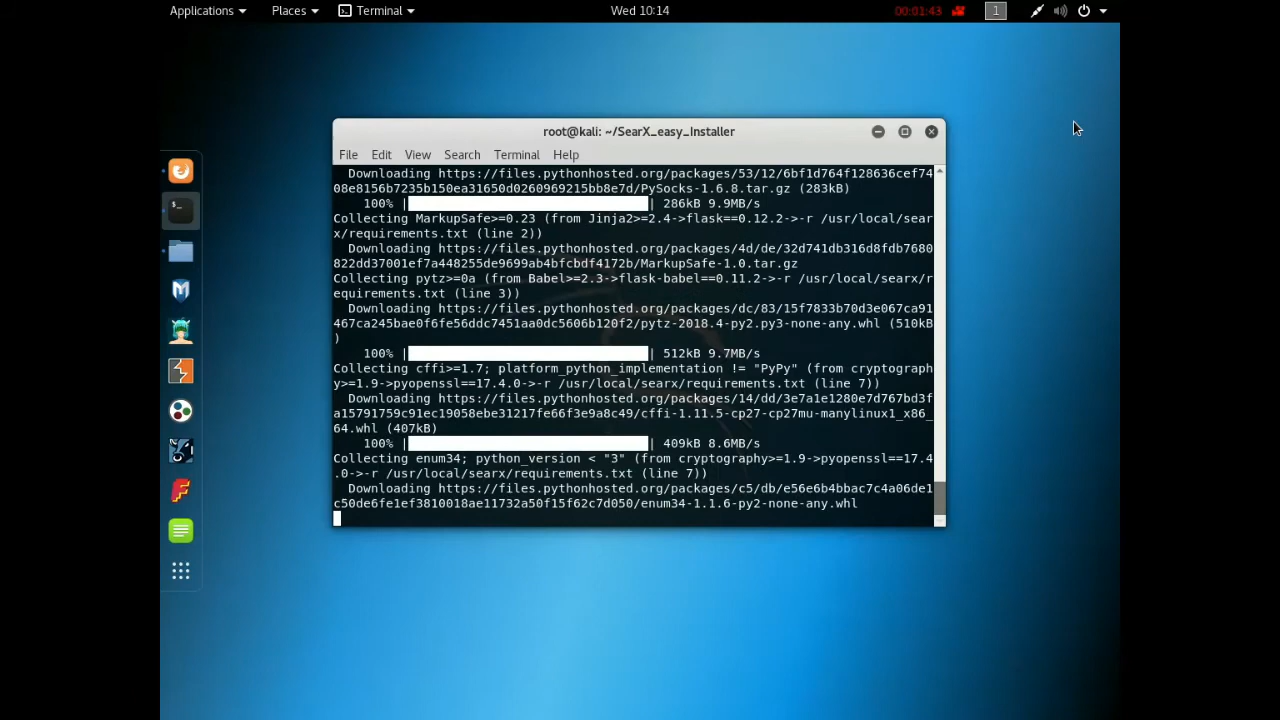 Applications Places Terminal Wed 10:14 00:01:43 1
root@kali: ~/SearX_easy_Installer
File Edit View Search Terminal Help
Downloading https://files.pythonhosted.org/packages/53/12/6bf1d764f128636cef74
08e8156b7235b150ea31650d0260969215bb8e7d/PySocks-1.6.8.tar.gz (283kB)
100% | | 286kB 9.9MB/s
Collecting MarkupSafe>=0.23 (from Jinja2>=2.4->flask==0.12.2->-r /usr/local/sear
x/requirements.txt (line 2))
Downloading https://files.pythonhosted.org/packages/4d/de/32d741db316d8fdb7680
822dd37001ef7a448255de9699ab4bfcbdf4172b/MarkupSafe-1.0.tar.gz
Collecting pytz>=0a (from Babel>=2.3->flask-babel==0.11.2->-r /usr/local/searx/r
equirements.txt (line 3))
Downloading https://files.pythonhosted.org/packages/dc/83/15f7833b70d3e067ca91
467ca245bae0f6fe56ddc7451aa0dc5606b120f2/pytz-2018.4-py2.py3-none-any.whl (510kB
)
100% | | 512kB 9.7MB/s
Collecting cffi>=1.7; platform_python_implementation != "PyPy" (from cryptograph
y>=1.9->pyopenssl==17.4.0->-r /usr/local/searx/requirements.txt (line 7))
Downloading https://files.pythonhosted.org/packages/14/dd/3e7a1e1280e7d767bd3f
a15791759c91ec19058ebe31217fe66f3e9a8c49/cffi-1.11.5-cp27-cp27mu-manylinux1_x86_
64.whl (407kB)
100% | | 409kB 8.6MB/s
Collecting enum34; python_version < "3" (from cryptography>=1.9->pyopenssl==17.4
.0->-r /usr/local/searx/requirements.txt (line 7))
Downloading https://files.pythonhosted.org/packages/c5/db/e56e6b4bbac7c4a06de1
c50de6fe1ef3810018ae11732a50f15f62c7d050/enum34-1.1.6-py2-none-any.whl